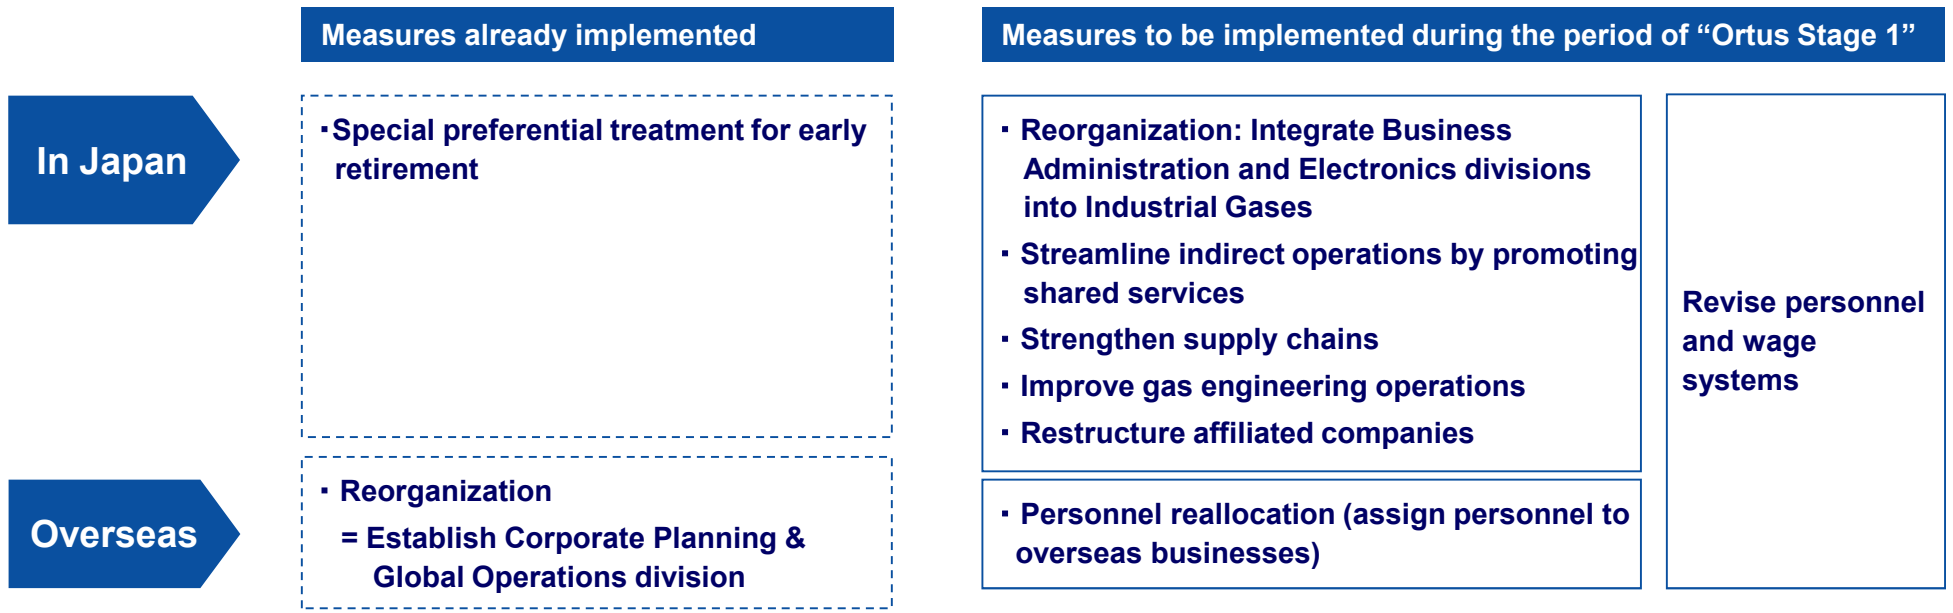 Measures already implemented
Measures to be implemented during the period of “Ortus Stage 1”
In Japan
・Special preferential treatment for early
retirement
・ Reorganization: Integrate Business
Administration and Electronics divisions
into Industrial Gases
・ Streamline indirect operations by promoting
shared services
・ Strengthen supply chains
・ Improve gas engineering operations
・ Restructure affiliated companies
Revise personnel
and wage
systems
Overseas
・ Reorganization
= Establish Corporate Planning &
Global Operations division
・ Personnel reallocation (assign personnel to
overseas businesses)